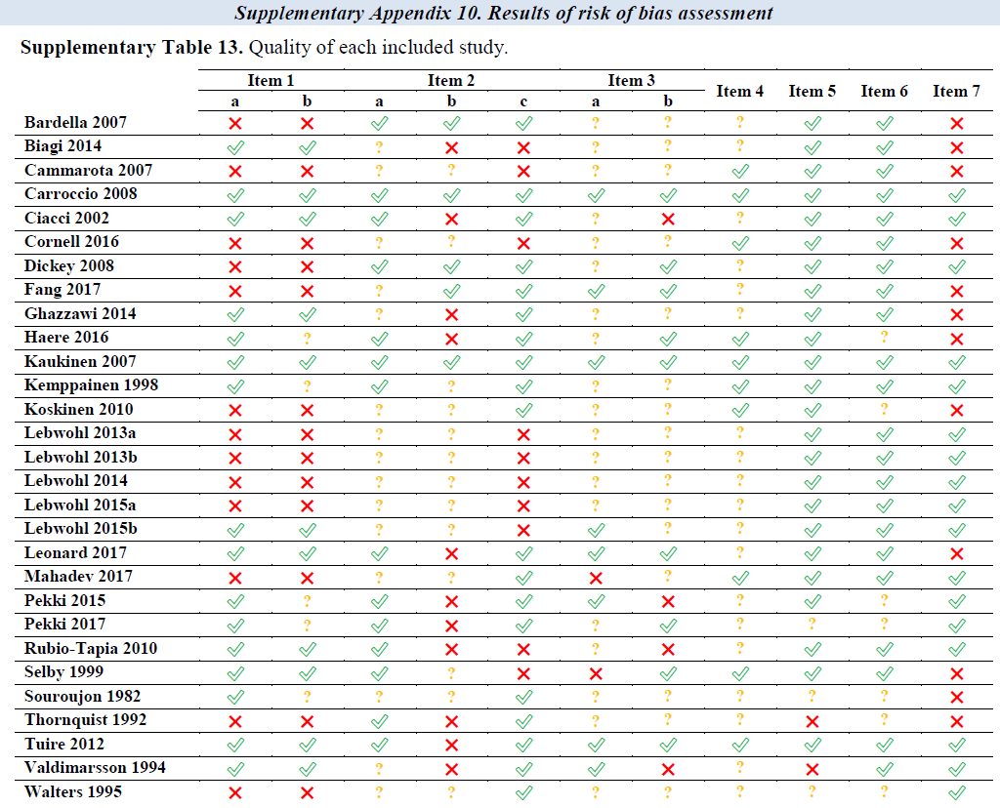 Supplementary Appendix 10. Results of risk of bias assessment
Supplementary Table 13. Quality of each included study.
Item 1 Item 2 Item 3 Item 4 Item 5 Item 6 Item 7
a b a b c a b
Bardella 2007 ✗ ✗ ✓ ✓ ✓ ? ? ? ✓ ✓ ✗
Biagi 2014 ✓ ✓ ? ✗ ✗ ? ? ? ✓ ✓ ✗
Cammarota 2007 ✗ ✗ ? ? ✗ ? ? ✓ ✓ ✓ ✗
Carroccio 2008 ✓ ✓ ✓ ✓ ✓ ✓ ✓ ✓ ✓ ✓ ✓
Ciacci 2002 ✓ ✓ ✓ ✗ ✓ ? ✗ ? ✓ ✓ ✓
Cornell 2016 ✗ ✗ ? ? ✗ ? ? ✓ ✓ ✓ ✗
Dickey 2008 ✗ ✗ ✓ ✓ ✓ ? ✓ ? ✓ ✓ ✓
Fang 2017 ✗ ✗ ? ✓ ✓ ✓ ✓ ? ✓ ✓ ✗
Ghazzawi 2014 ✓ ✓ ? ✗ ✓ ? ? ? ✓ ✓ ✗
Haere 2016 ✓ ? ✓ ✗ ✓ ? ✓ ✓ ✓ ? ✗
Kaukinen 2007 ✓ ✓ ✓ ✓ ✓ ✓ ✓ ✓ ✓ ✓ ✓
Kemppainen 1998 ✓ ? ✓ ? ✓ ? ? ✓ ✓ ✓ ✓
Koskinen 2010 ✗ ✗ ? ? ✓ ? ? ✓ ✓ ? ✗
Lebwohl 2013a ✗ ✗ ? ? ✗ ? ? ? ✓ ✓ ✓
Lebwohl 2013b ✗ ✗ ? ? ✗ ? ? ? ✓ ✓ ✓
Lebwohl 2014 ✗ ✗ ? ? ✗ ? ? ? ✓ ✓ ✓
Lebwohl 2015a ✗ ✗ ? ? ✗ ? ? ? ✓ ✓ ✓
Lebwohl 2015b ✓ ✓ ? ? ✗ ✓ ? ? ✓ ✓ ✓
Leonard 2017 ✓ ✓ ✓ ✗ ✓ ✓ ✓ ? ✓ ✓ ✗
Mahadev 2017 ✗ ✗ ? ? ✓ ✗ ? ✓ ✓ ✓ ✓
Pekki 2015 ✓ ? ✓ ✗ ✓ ✓ ✗ ? ✓ ? ✓
Pekki 2017 ✓ ? ✓ ✗ ✓ ? ✓ ? ? ? ✓
Rubio-Tapia 2010 ✓ ✓ ✓ ✗ ✗ ? ✗ ? ✓ ✓ ✓
Selby 1999 ✓ ✓ ✓ ? ✗ ✗ ✓ ✓ ✓ ✓ ✗
Souroujon 1982 ✓ ? ? ? ✓ ? ? ? ? ? ✗
Thornquist 1992 ✗ ✗ ✓ ✗ ✓ ? ? ? ✗ ? ✗
Tuire 2012 ✓ ✓ ✓ ✗ ✓ ✓ ✓ ✓ ✓ ✓ ✓
Valdimarsson 1994 ✓ ✓ ? ✗ ✓ ✓ ✗ ? ✗ ✓ ✓
Walters 1995 ✗ ✗ ? ? ✓ ? ? ? ? ? ✓